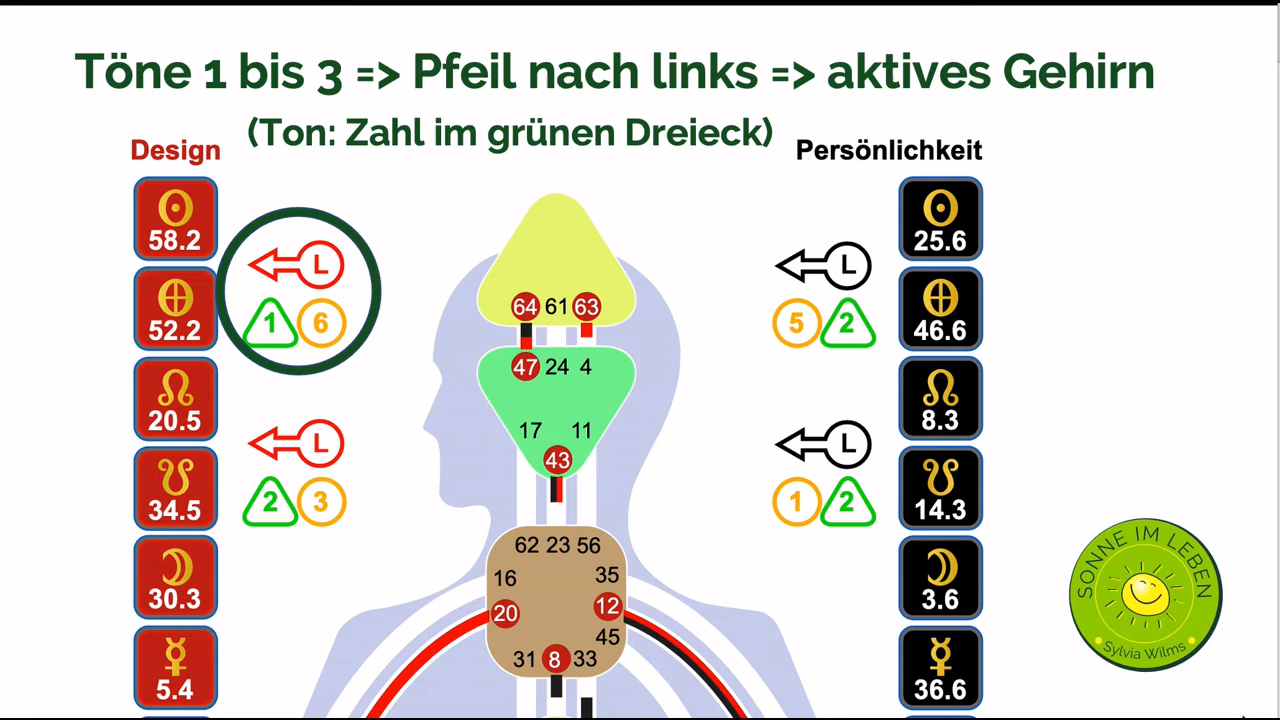 Töne 1 bis 3 => Pfeil nach links => aktives Gehirn
(Ton: Zahl im grünen Dreieck)
Design
Persönlichkeit
58.2
L
L
25.6
52.2
1 6
64 61 63
5 2
46.6
47 24 4
20.5
L
17 11
L
8.3
43
34.5
2 3
1 2
14.3
62 23 56
16 35
30.3
20 12
3.6
45
31 8 33
5.4
36.6
SONNE IM LEBEN
Sylvia Wilms